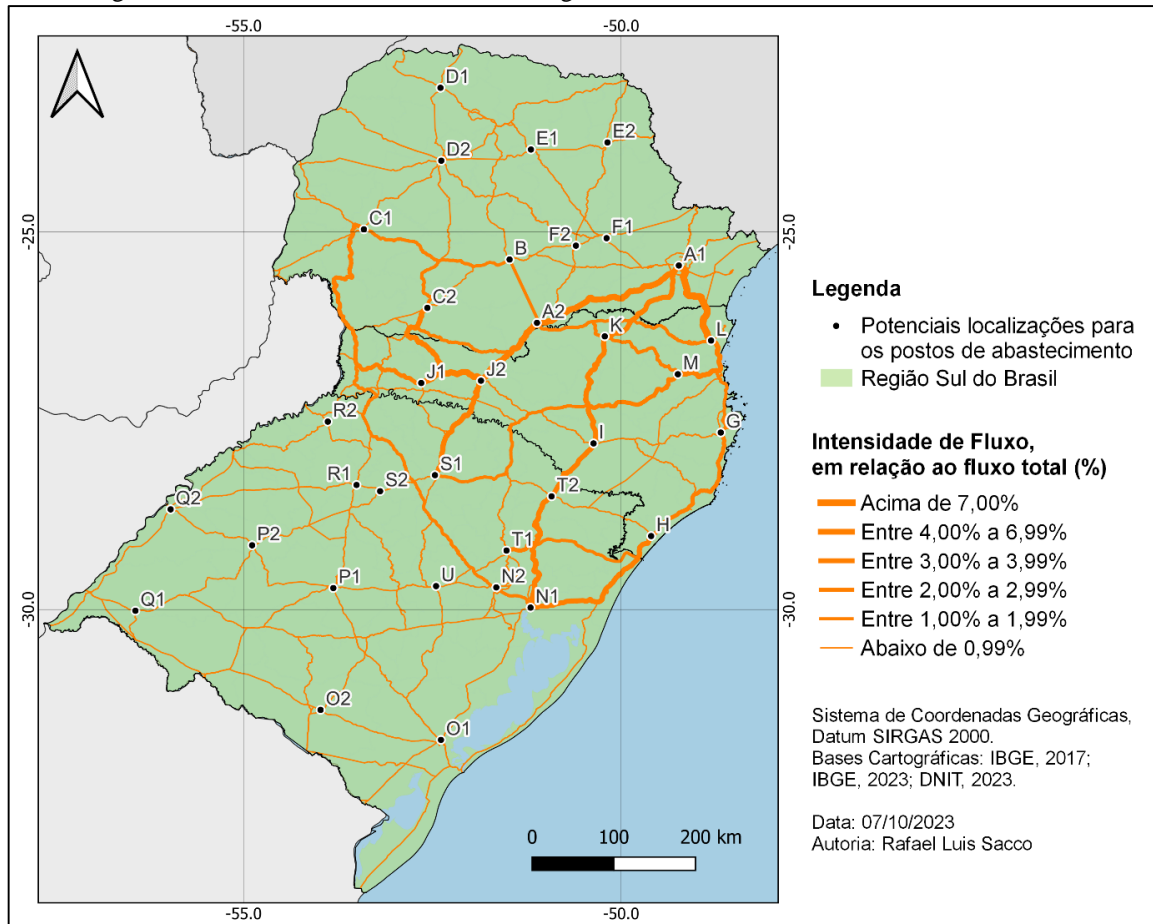 -55.0
-50.0
D1
E1
E2
D2
C1
-25.0
-25.0
F1
F2
B
A1
C2
A2
K
L
J1
J2
M
R2
G
I
R1
S2
S1
T2
Q2
P2
H
T1
P1
U
N2
N1
Q1
-30.0
-30.0
O2
O1
0
100
200 km
-55.0
-50.0
Legenda
Potenciais localizações para
os postos de abastecimento
Região Sul do Brasil
Intensidade de Fluxo,
em relação ao fluxo total (%)
Acima de 7,00%
Entre 4,00% a 6,99%
Entre 3,00% a 3,99%
Entre 2,00% a 2,99%
Entre 1,00% a 1,99%
Abaixo de 0,99%
Sistema de Coordenadas Geográficas,
Datum SIRGAS 2000.
Bases Cartográficas: IBGE, 2017;
IBGE, 2023; DNIT, 2023.
Data: 07/10/2023
Autoria: Rafael Luis Sacco